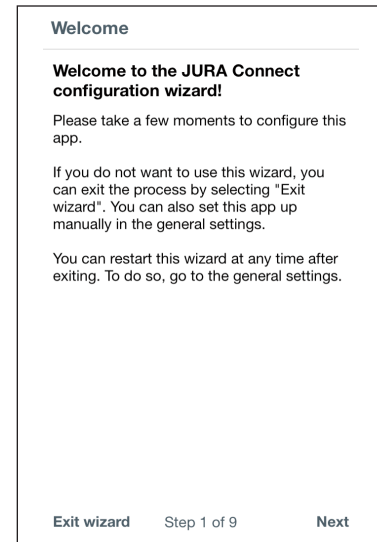 Welcome
Welcome to the JURA Connect
configuration wizard!
Please take a few moments to configure this
app.
If you do not want to use this wizard, you
can exit the process by selecting "Exit
wizard". You can also set this app up
manually in the general settings.
You can restart this wizard at any time after
exiting. To do so, go to the general settings.
Exit wizard Step 1 of 9 Next